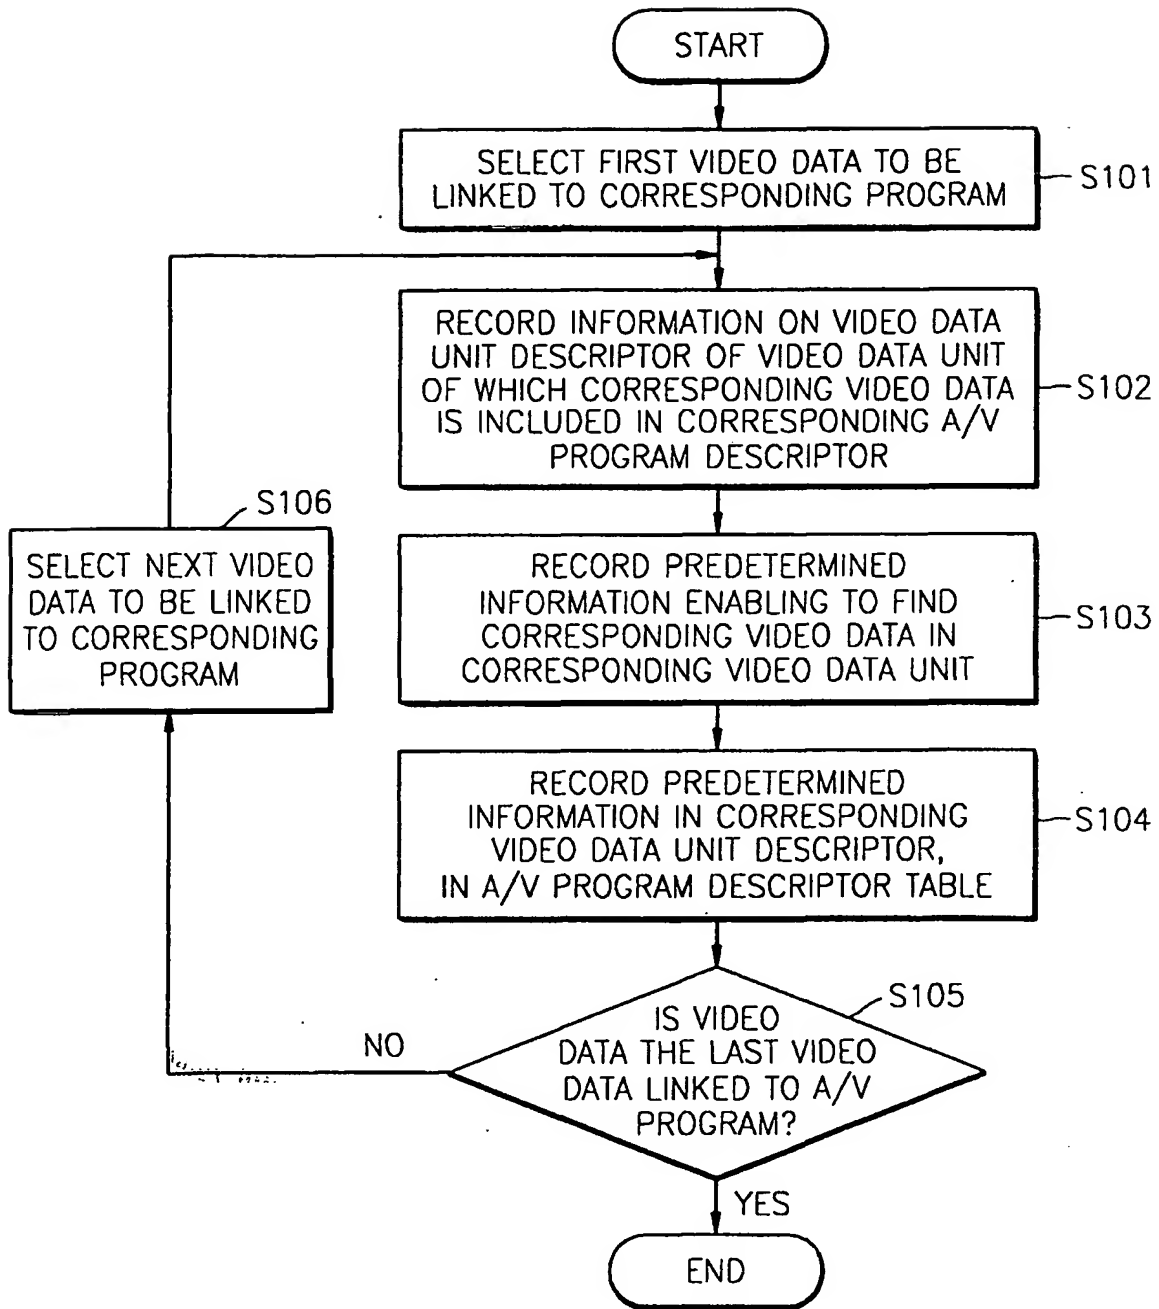 START
SELECT FIRST VIDEO DATA TO BE
LINKED TO CORRESPONDING PROGRAM
S101
RECORD INFORMATION ON VIDEO DATA
UNIT DESCRIPTOR OF VIDEO DATA UNIT
OF WHICH CORRESPONDING VIDEO DATA
IS INCLUDED IN CORRESPONDING A/V
PROGRAM DESCRIPTOR
S102
S106
SELECT NEXT VIDEO
DATA TO BE LINKED
TO CORRESPONDING
PROGRAM
RECORD PREDETERMINED
INFORMATION ENABLING TO FIND
CORRESPONDING VIDEO DATA IN
CORRESPONDING VIDEO DATA UNIT
S103
RECORD PREDETERMINED
INFORMATION IN CORRESPONDING
VIDEO DATA UNIT DESCRIPTOR,
IN A/V PROGRAM DESCRIPTOR TABLE
S104
S105
IS VIDEO
DATA THE LAST VIDEO
DATA LINKED TO A/V
PROGRAM?
NO
YES
END